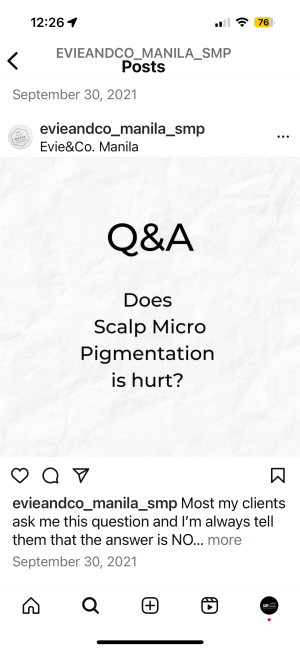 12:26
76
EVIEANDCO_MANILA_SMP
Posts
September 30, 2021
evieandco_manila_smp
Evie&Co. Manila
Q&A
Does
Scalp Micro
Pigmentation
is hurt?
evieandco_manila_smp Most my clients
ask me this question and I’m always tell
them that the answer is NO... more
September 30, 2021